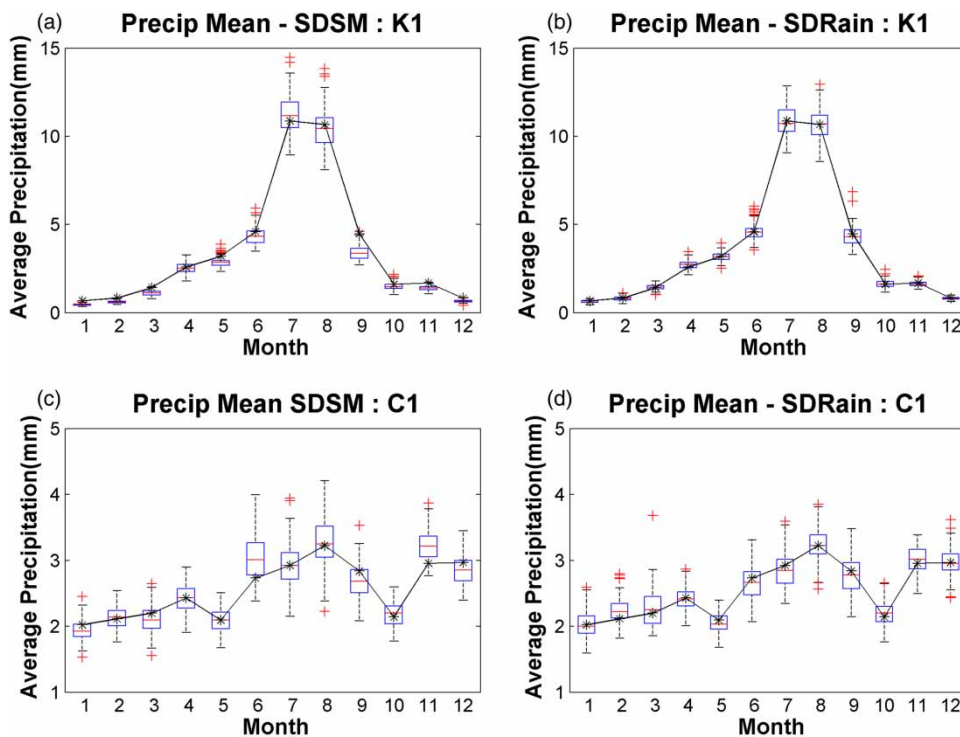 (a) Precip Mean - SDSM : K1
Average Precipitation(mm)
15
10
5
0
1 2 3 4 5 6 7 8 9 10 11 12
Month
(b) Precip Mean - SDRain : K1
Average Precipitation(mm)
15
10
5
0
1 2 3 4 5 6 7 8 9 10 11 12
Month
(c) Precip Mean SDSM : C1
Average Precipitation(mm)
5
4
3
2
1
1 2 3 4 5 6 7 8 9 10 11 12
Month
(d) Precip Mean - SDRain : C1
Average Precipitation(mm)
5
4
3
2
1
1 2 3 4 5 6 7 8 9 10 11 12
Month